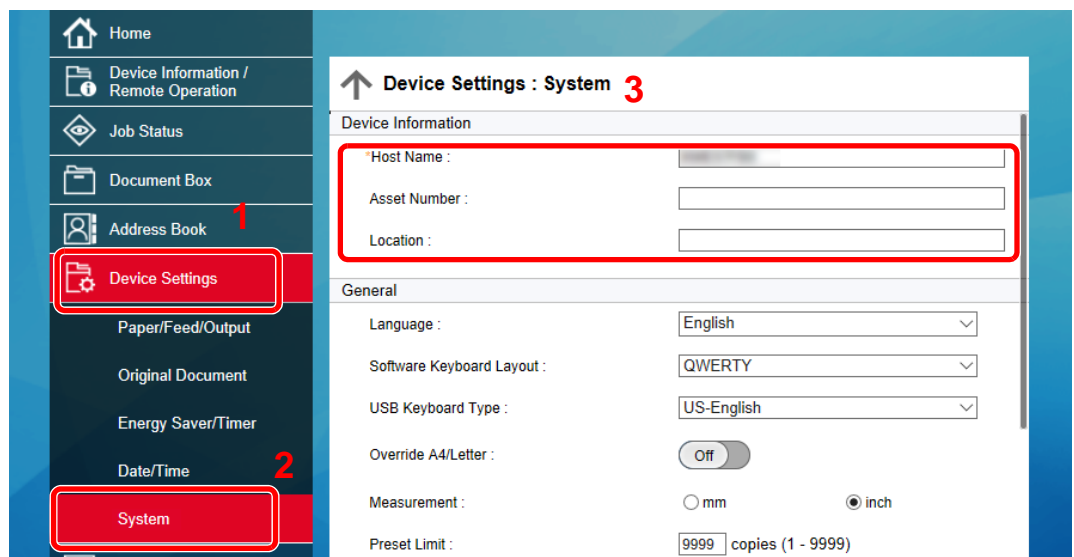 Home
Device Information /
Remote Operation
Job Status
Document Box
Address Book
1
Device Settings
Paper/Feed/Output
Original Document
Energy Saver/Timer
Date/Time
2
System
Device Settings : System 3
Device Information
*Host Name :
Asset Number :
Location :
General
Language : English
Software Keyboard Layout : QWERTY
USB Keyboard Type : US-English
Override A4/Letter : Off
Measurement : mm inch
Preset Limit : 9999 copies (1 - 9999)